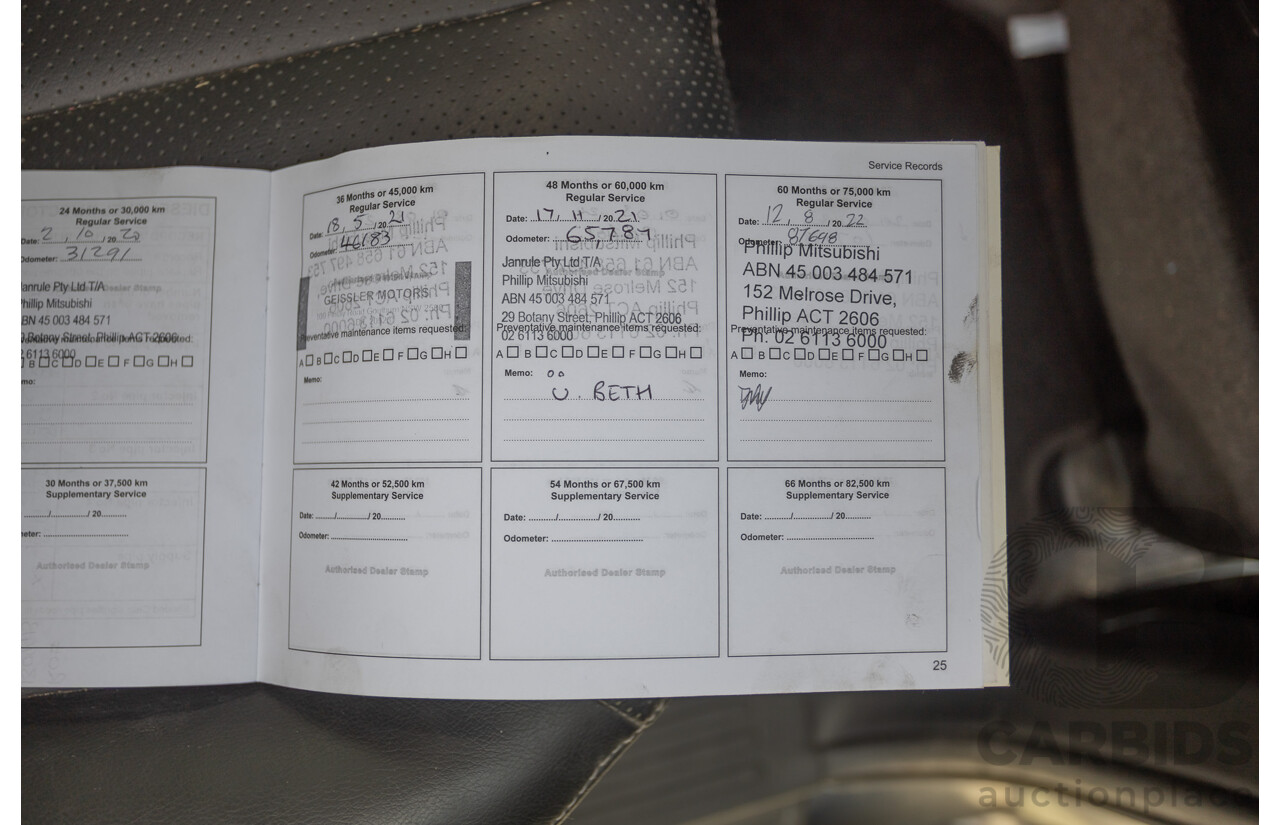 Service Records
24 Months or 30,000 km
Regular Service
Date: 2 / 10 / 20 20
Odometer: 31291
Janrule Pty Ltd T/A
Phillip Mitsubishi
ABN 45 003 484 571
29 Botany Street, Phillip ACT 2606
02 6113 6000
B C D E F G H
Memo:
30 Months or 37,500 km
Supplementary Service
........../............../ 20..........
Odometer: ................................
Authorised Dealer Stamp
36 Months or 45,000 km
Regular Service
Date: 18, 5 / 20 21
Odometer: 46183
GEISSLER MOTORS
Preventative maintenance items requested:
A B C D E F G H
Memo:
42 Months or 52,500 km
Supplementary Service
Date: ......../............/ 20..........
Odometer: ................................
Authorised Dealer Stamp
48 Months or 60,000 km
Regular Service
Date: 17, 11 / 20 21
Odometer: 65,789
Janrule Pty Ltd T/A
Phillip Mitsubishi
ABN 45 003 484 571
29 Botany Street, Phillip ACT 2606
Preventative maintenance items requested:
02 6113 6000
A B C D E F G H
Memo:
U. BETH
54 Months or 67,500 km
Supplementary Service
Date: ........../............../ 20..........
Odometer: ...................................
Authorised Dealer Stamp
60 Months or 75,000 km
Regular Service
Date: 12, 8 / 20 22
Odometer: 87698
Phillip Mitsubishi
ABN 45 003 484 571
152 Melrose Drive,
Phillip ACT 2606
Preventative maintenance items requested:
Ph: 02 6113 6000
A B C D E F G H
Memo:
66 Months or 82,500 km
Supplementary Service
Date: ........../............../ 20..........
Odometer: .................................
Authorised Dealer Stamp
25
CARBIDS
auctionplace